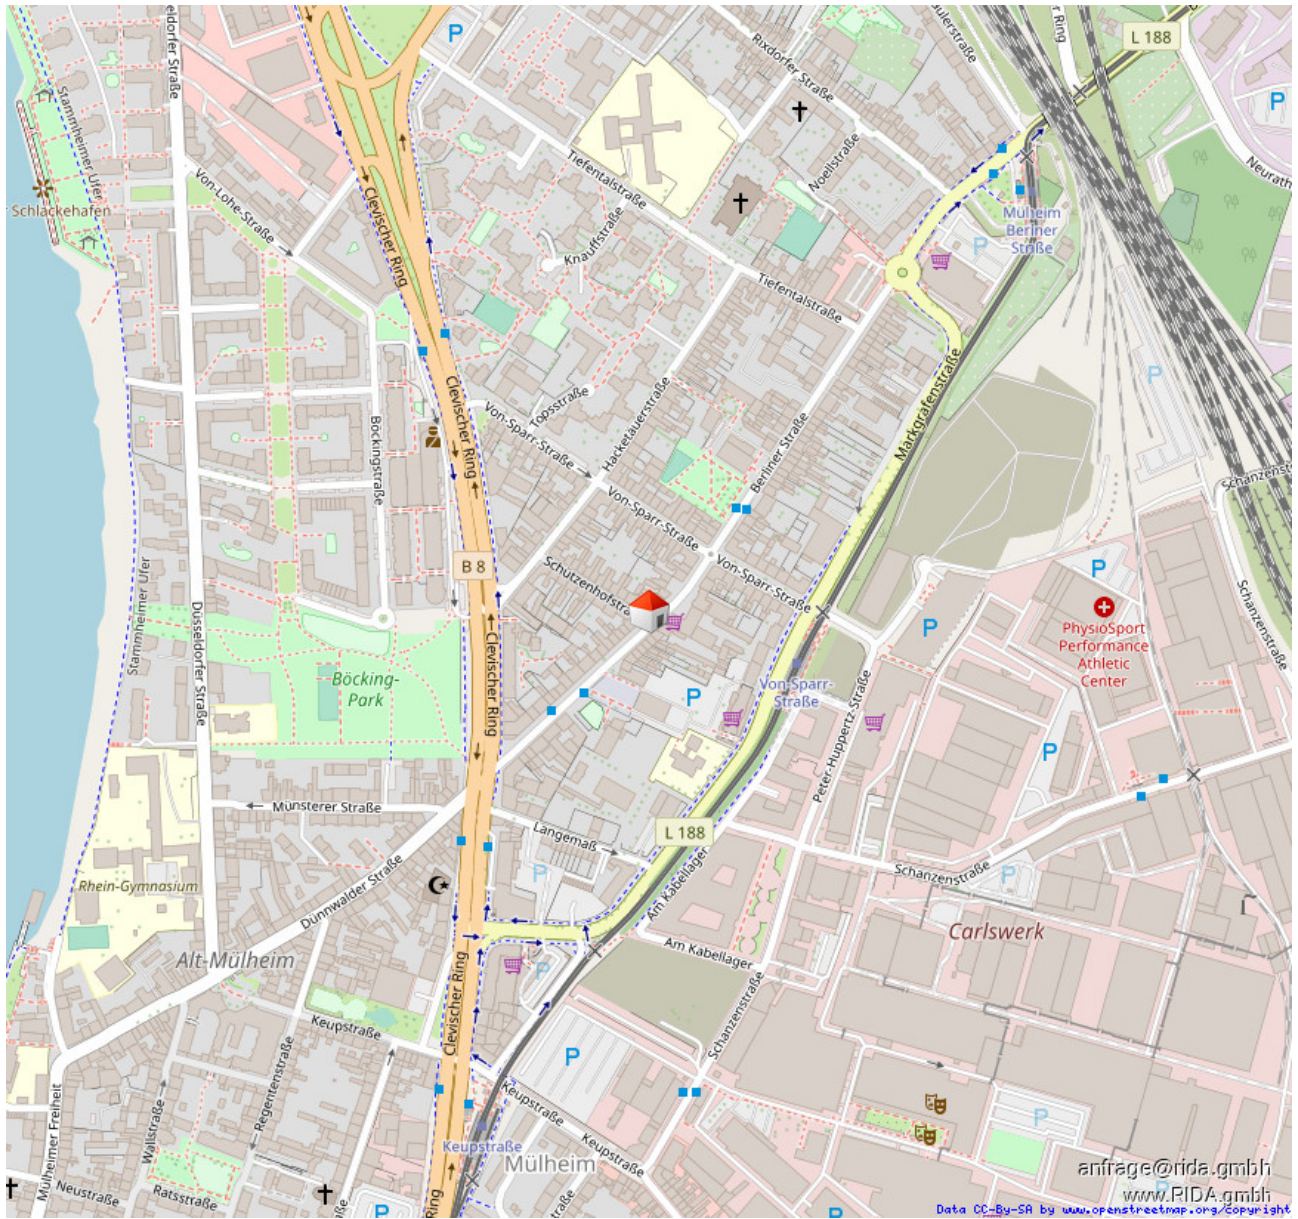 P
L 188
P
Rixdorfer Straße
Stammheimer Ufer
Noellstraße
Tiefentalstraße
Von-Lohe-Straße
Clevischer Ring
Schlackehafen
Mülheim
Berliner
Straße
P
Knauffstraße
Tiefentalstraße
Markgrafenstraße
P
Clevischer Ring
Topsstraße
Hacketäuerstraße
Von-Sparr-Straße
Böckingstraße
Berliner Straße
Von-Sparr-Straße
Von-Sparr-Straße
B 8
Stammheimer Ufer
Düsseldorfer Straße
Schanzenstraße
P
P
PhysioSport
Performance
Athletic
Center
Clevischer Ring
Böcking-
Park
Von-Sparr-
Straße
P
Peter-Huppertz-Straße
P
Münsterer Straße
Langemaß
L 188
Am Kabellager
Schanzenstraße
P
P
Rhein-Gymnasium
Dünnwalder Straße
Alt-Mülheim
Carlswerk
Am Kabellager
P
Clevischer Ring
Schanzenstraße
Keupstraße
P
Regentenstraße
Wallstraße
Mülheimer Freiheit
Keupstraße
Keupstraße
Keupstraße
Mülheim
P
Neustraße
Ratsstraße
Ring
P
P
anfrage@rida.gmbh
www.RIDA.gmbh
Data CC-By-SA by www.openstreetmap.org/copyright